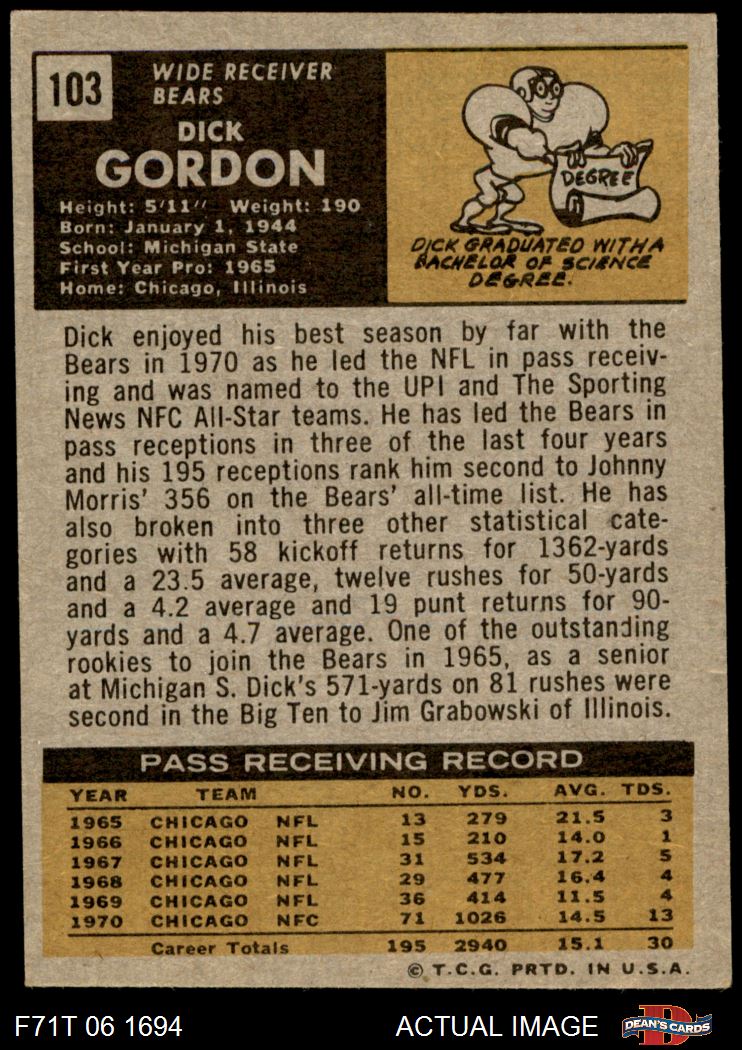 103
WIDE RECEIVER
BEARS
DICK
GORDON
Height: 5'11" Weight: 190
Born: January 1, 1944
School: Michigan State
First Year Pro: 1965
Home: Chicago, Illinois
DEGREE
DICK GRADUATED WITH A
BACHELOR OF SCIENCE
DEGREE.
Dick enjoyed his best season by far with the
Bears in 1970 as he led the NFL in pass receiv-
ing and was named to the UPI and The Sporting
News NFC All-Star teams. He has led the Bears in
pass receptions in three of the last four years
and his 195 receptions rank him second to Johnny
Morris' 356 on the Bears' all-time list. He has
also broken into three other statistical cate-
gories with 58 kickoff returns for 1362-yards
and a 23.5 average, twelve rushes for 50-yards
and a 4.2 average and 19 punt returns for 90-
yards and a 4.7 average. One of the outstanding
rookies to join the Bears in 1965, as a senior
at Michigan S. Dick's 571-yards on 81 rushes were
second in the Big Ten to Jim Grabowski of Illinois.
PASS RECEIVING RECORD
YEAR TEAM NO. YDS. AVG. TDS.
1965 CHICAGO NFL 13 279 21.5 3
1966 CHICAGO NFL 15 210 14.0 1
1967 CHICAGO NFL 31 534 17.2 5
1968 CHICAGO NFL 29 477 16.4 4
1969 CHICAGO NFL 36 414 11.5 4
1970 CHICAGO NFC 71 1026 14.5 13
Career Totals 195 2940 15.1 30
© T.C.G. PRTD. IN U.S.A.
F71T 06 1694 ACTUAL IMAGE D DEAN'S CARDS